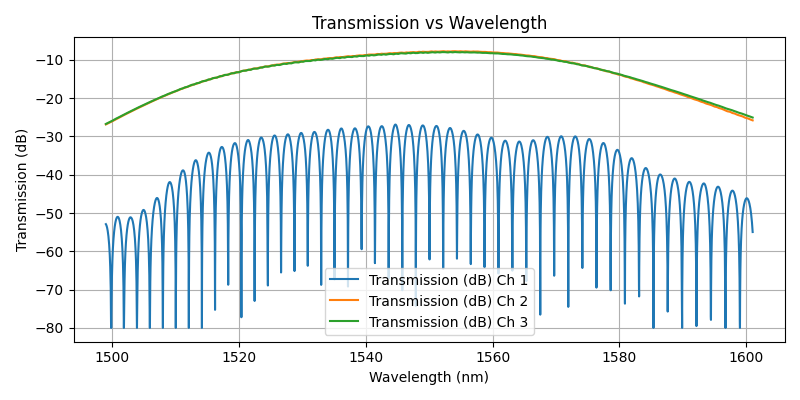 Transmission vs Wavelength
Transmission (dB)
−10
−20
−30
−40
−50
−60
−70
−80
Transmission (dB) Ch 1
Transmission (dB) Ch 2
Transmission (dB) Ch 3
1500 1520 1540 1560 1580 1600
Wavelength (nm)